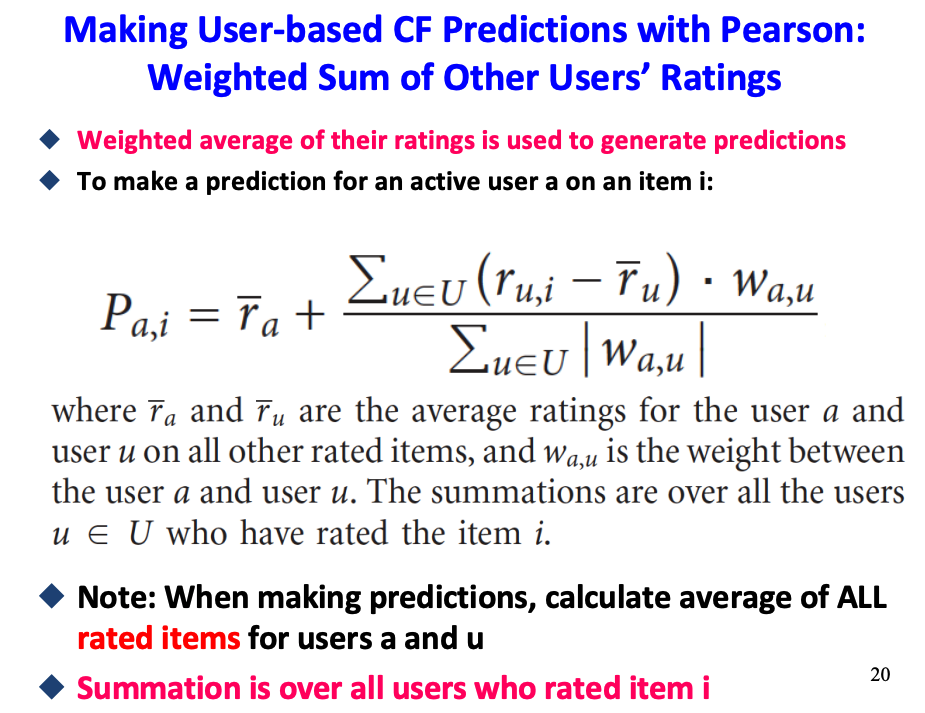 Making User-based CF Predictions with Pearson:
Weighted Sum of Other Users’ Ratings
◆ Weighted average of their ratings is used to generate predictions
◆ To make a prediction for an active user a on an item i:
P_{a,i} = \overline{r}_a + \frac{\sum_{u \in U} (r_{u,i} - \overline{r}_u) \cdot w_{a,u}}{\sum_{u \in U} |w_{a,u}|}
where \overline{r}_a and \overline{r}_u are the average ratings for the user a and
user u on all other rated items, and w_{a,u} is the weight between
the user a and user u. The summations are over all the users
u ∈ U who have rated the item i.
◆ Note: When making predictions, calculate average of ALL
rated items for users a and u
◆ Summation is over all users who rated item i
20